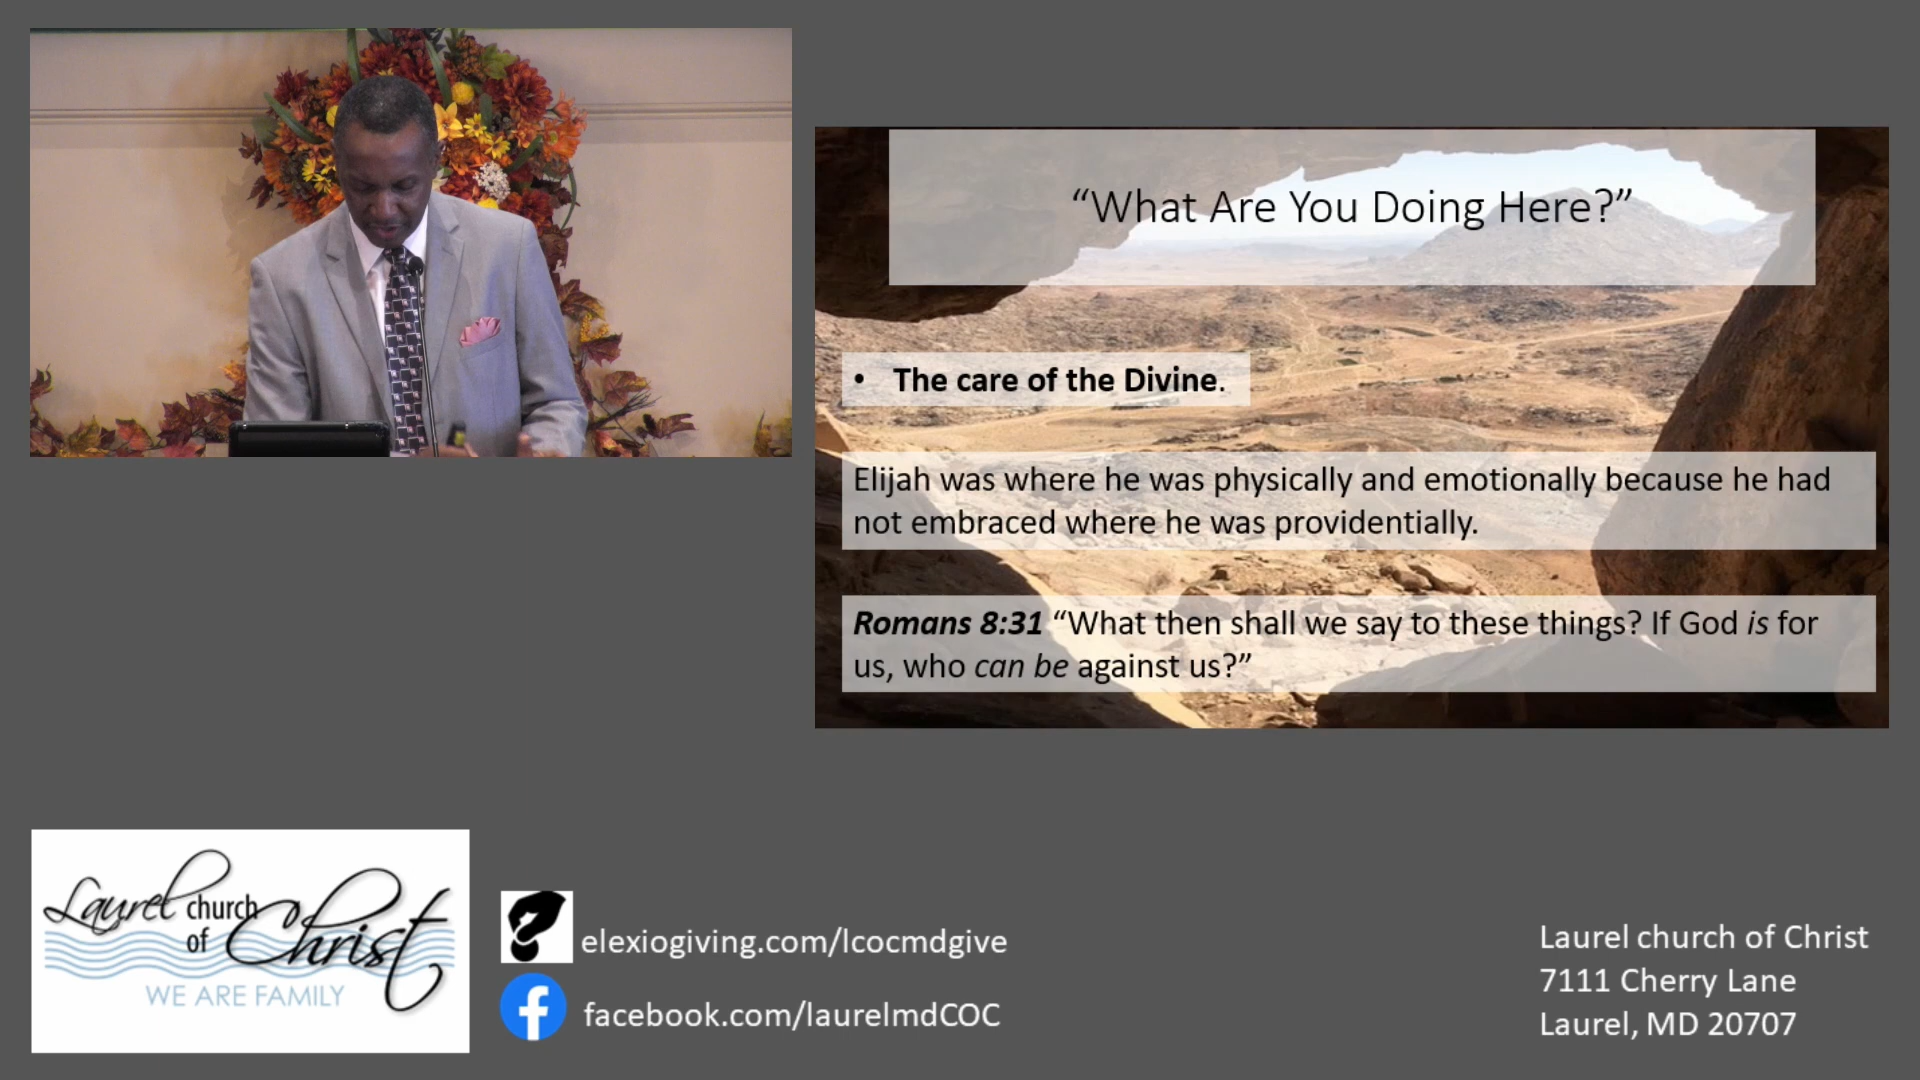 “What Are You Doing Here?”
• The care of the Divine.
Elijah was where he was physically and emotionally because he had
not embraced where he was providentially.
Romans 8:31 “What then shall we say to these things? If God is for
us, who can be against us?”
Laurel church
of Christ
WE ARE FAMILY
elexiogiving.com/lcocmdgive
facebook.com/laurelmdCOC
Laurel church of Christ
7111 Cherry Lane
Laurel, MD 20707